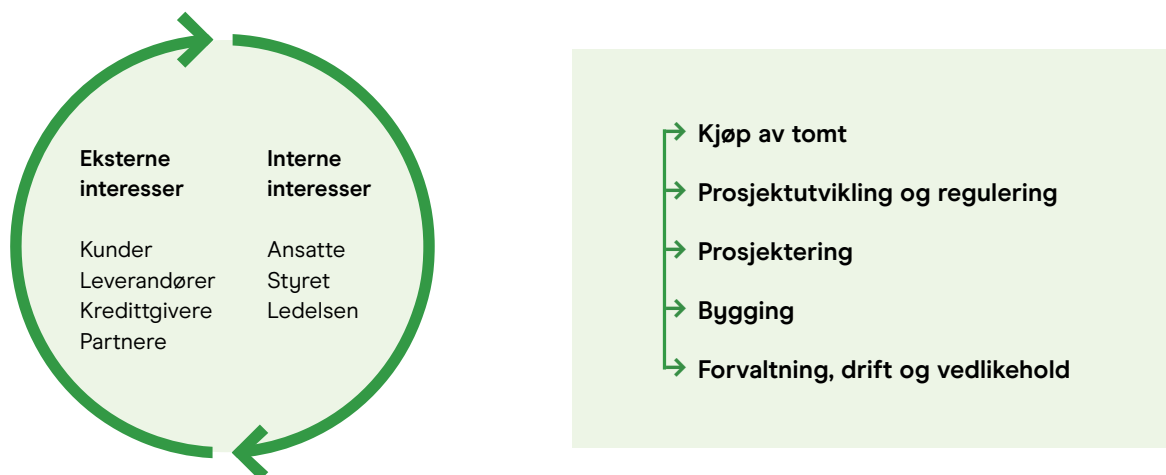 Eksterne
interesser
Kunder
Leverandører
Kredittgivere
Partnere
Interne
interesser
Ansatte
Styret
Ledelsen
Kjøp av tomt
Prosjektutvikling og regulering
Prosjektering
Bygging
Forvaltning, drift og vedlikehold